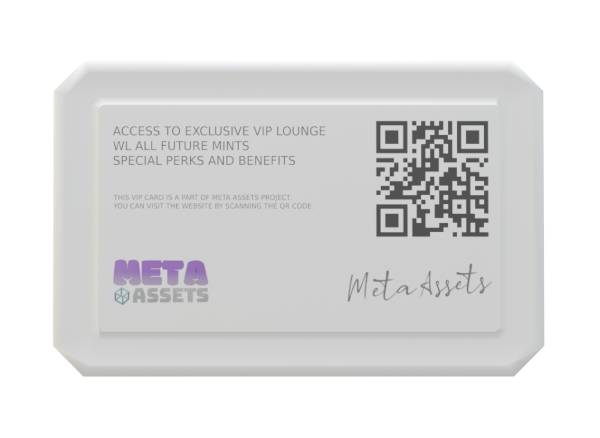 ACCESS TO EXCLUSIVE VIP LOUNGE
WL ALL FUTURE MINTS
SPECIAL PERKS AND BENEFITS
THIS VIP CARD IS A PART OF META ASSETS PROJECT.
YOU CAN VISIT THE WEBSITE BY SCANNING THE QR CODE
META
ASSETS
Meta Assets